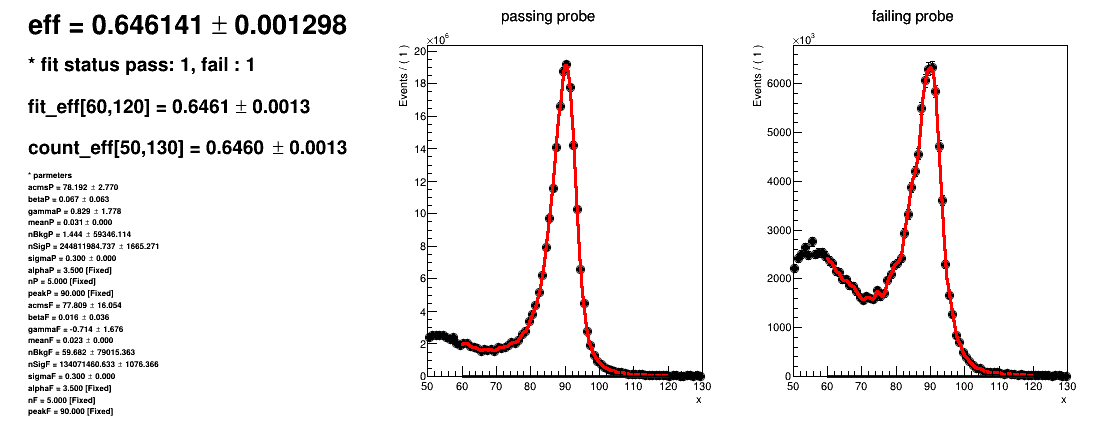 eff = 0.646141 ± 0.001298
* fit status pass: 1, fail : 1
fit_eff[60,120] = 0.6461 ± 0.0013
count_eff[50,130] = 0.6460 ± 0.0013
* parmeters
acmsP = 78.192 ± 2.770
betaP = 0.067 ± 0.063
gammaP = 0.829 ± 1.778
meanP = 0.031 ± 0.000
nBkgP = 1.444 ± 59346.114
nSigP = 244811984.737 ± 1665.271
sigmaP = 0.300 ± 0.000
alphaP = 3.500 [Fixed]
nP = 5.000 [Fixed]
peakP = 90.000 [Fixed]
acmsF = 77.809 ± 16.054
betaF = 0.016 ± 0.036
gammaF = -0.714 ± 1.676
meanF = 0.023 ± 0.000
nBkgF = 59.682 ± 79015.363
nSigF = 134071460.633 ± 1076.366
sigmaF = 0.300 ± 0.000
alphaF = 3.500 [Fixed]
nF = 5.000 [Fixed]
peakF = 90.000 [Fixed]
passing probe
×10⁶
Events / ( 1 )
20
18
16
14
12
10
8
6
4
2
0
50 60 70 80 90 100 110 120 130
x
failing probe
×10³
Events / ( 1 )
6000
5000
4000
3000
2000
1000
0
50 60 70 80 90 100 110 120 130
x